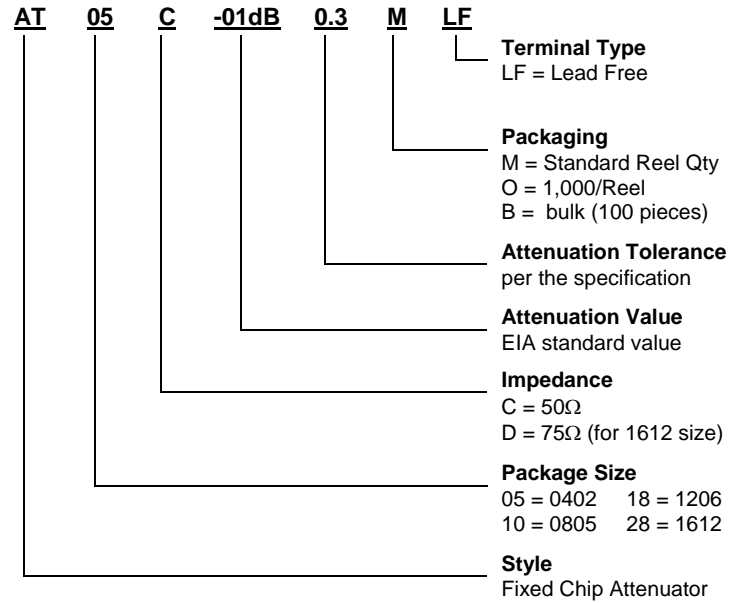 AT 05 C -01dB 0.3 M LF
Terminal Type
LF = Lead Free
Packaging
M = Standard Reel Qty
O = 1,000/Reel
B =  bulk (100 pieces)
Attenuation Tolerance
per the specification
Attenuation Value
EIA standard value
Impedance
C = 50Ω
D = 75Ω (for 1612 size)
Package Size
05 = 0402 18 = 1206
10 = 0805 28 = 1612
Style
Fixed Chip Attenuator